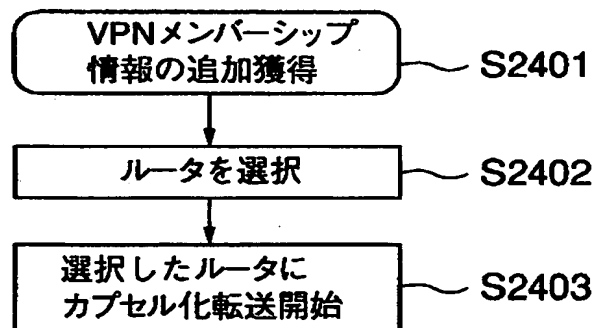 VPNメンバーシップ
情報の追加獲得
S2401
ルータを選択
S2402
選択したルータに
カプセル化転送開始
S2403